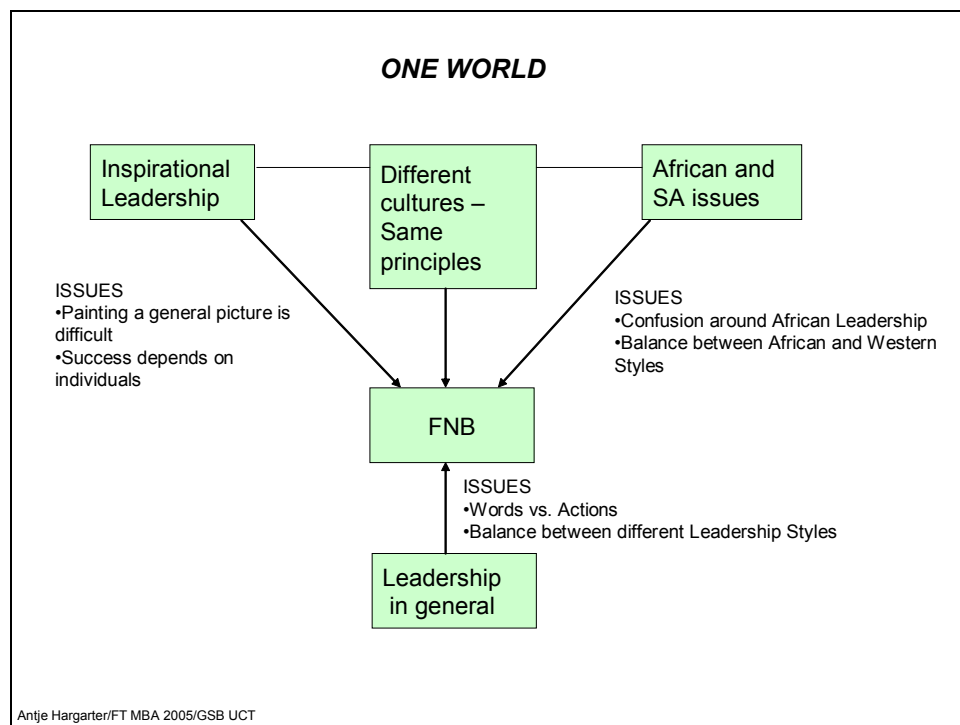 ONE WORLD
Inspirational
Leadership
Different
cultures –
Same
principles
African and
SA issues
ISSUES
•Painting a general picture is
difficult
•Success depends on
individuals
ISSUES
•Confusion around African Leadership
•Balance between African and Western
Styles
FNB
ISSUES
•Words vs. Actions
•Balance between different Leadership Styles
Leadership
in general
Antje Hargarter/FT MBA 2005/GSB UCT